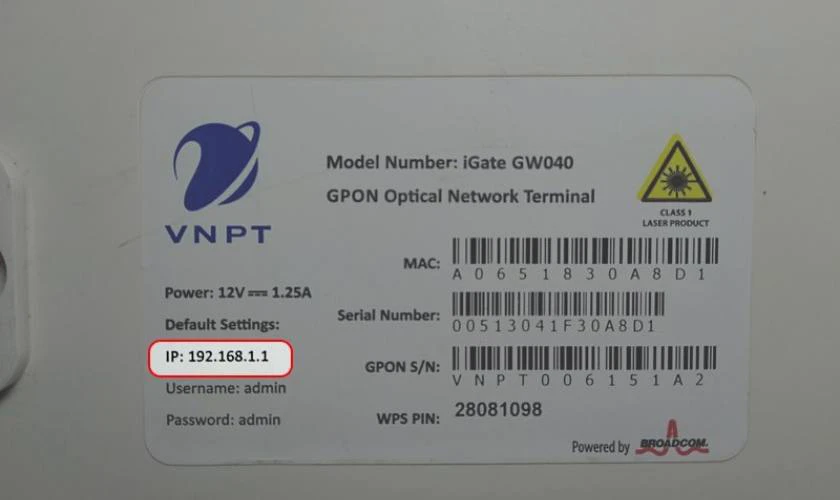 VNPT
Model Number: iGate GW040
GPON Optical Network Terminal
CLASS 1
LASER PRODUCT
MAC:
A0651830A8D1
Power: 12V⎓1.25A
Default Settings:
IP: 192.168.1.1
Username: admin
Password: admin
Serial Number:
00513041F30A8D1
GPON S/N:
VNPT006151A2
WPS PIN: 28081098
Powered by BROADCOM.